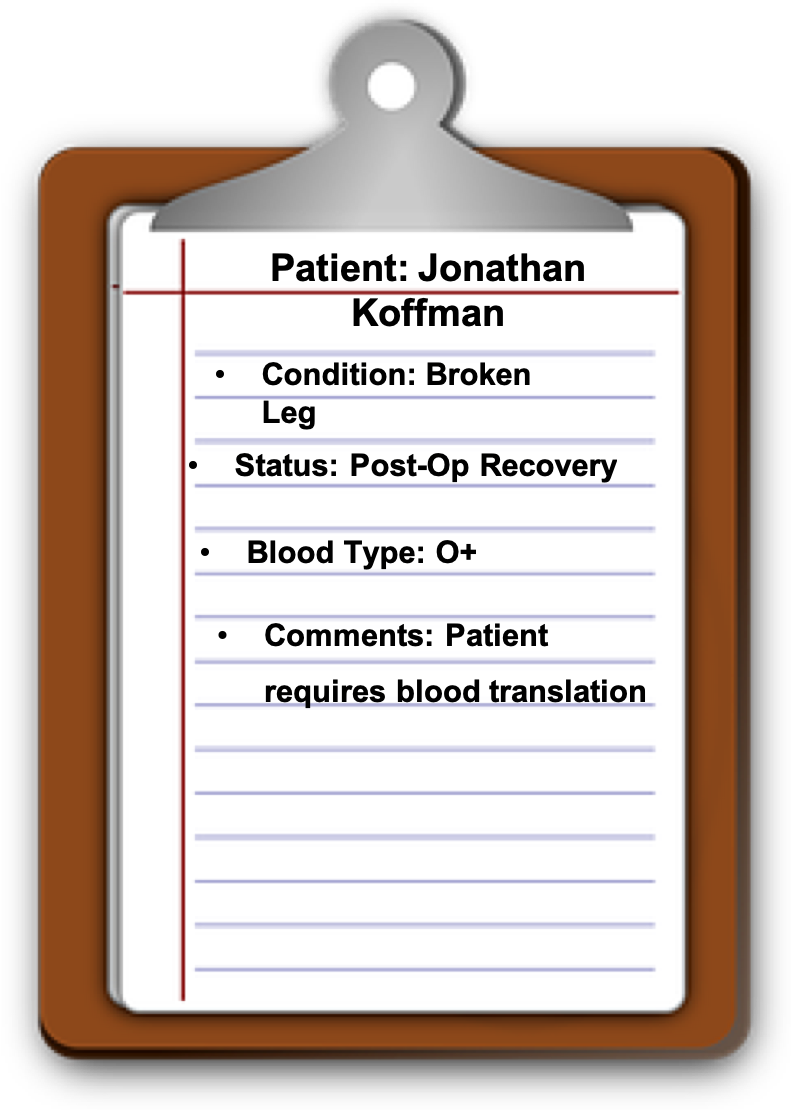 Patient: Jonathan
Koffman
• Condition: Broken
Leg
• Status: Post-Op Recovery
• Blood Type: O+
• Comments: Patient
requires blood translation